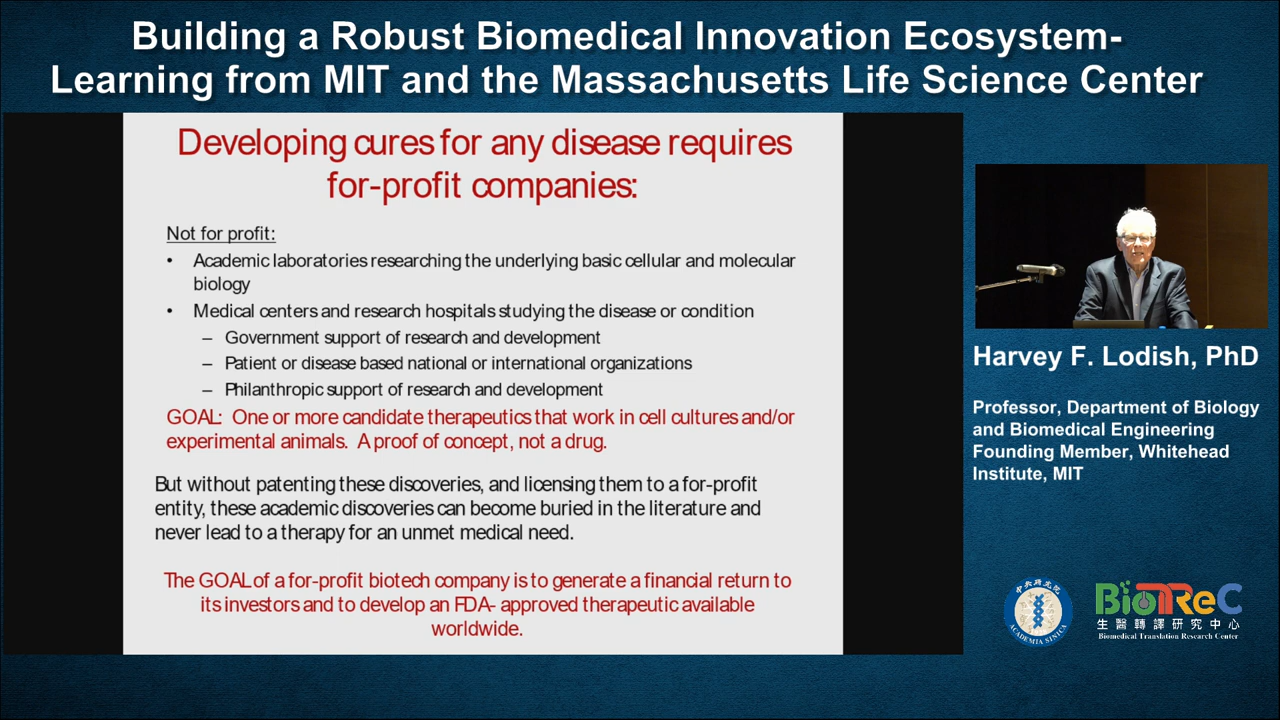 Building a Robust Biomedical Innovation Ecosystem-
Learning from MIT and the Massachusetts Life Science Center
Developing cures for any disease requires
for-profit companies:
Not for profit:
• Academic laboratories researching the underlying basic cellular and molecular
biology
• Medical centers and research hospitals studying the disease or condition
– Government support of research and development
– Patient or disease based national or international organizations
– Philanthropic support of research and development
GOAL: One or more candidate therapeutics that work in cell cultures and/or
experimental animals. A proof of concept, not a drug.
But without patenting these discoveries, and licensing them to a for-profit
entity, these academic discoveries can become buried in the literature and
never lead to a therapy for an unmet medical need.
The GOAL of a for-profit biotech company is to generate a financial return to
its investors and to develop an FDA- approved therapeutic available
worldwide.
Harvey F. Lodish, PhD
Professor, Department of Biology
and Biomedical Engineering
Founding Member, Whitehead
Institute, MIT
中央研究院
ACADEMIA SINICA
BioTReC
生醫轉譯研究中心
Biomedical Translation Research Center